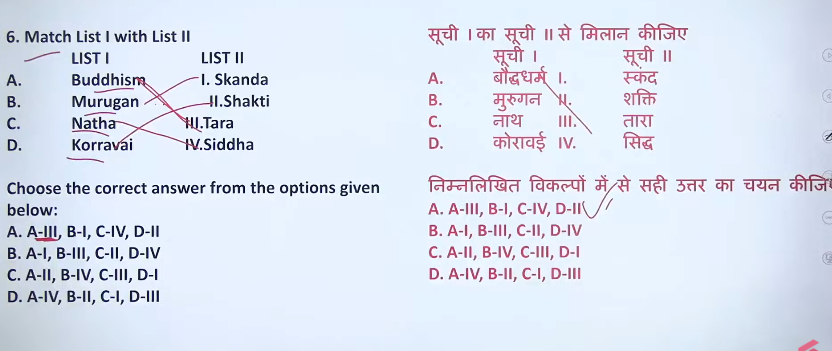 6. Match List I with List II
LIST I LIST II
A. Buddhism I. Skanda
B. Murugan II.Shakti
C. Natha III.Tara
D. Korravai IV.Siddha
Choose the correct answer from the options given
below:
A. A-III, B-I, C-IV, D-II
B. A-I, B-III, C-II, D-IV
C. A-II, B-IV, C-III, D-I
D. A-IV, B-II, C-I, D-III
सूची I का सूची II से मिलान कीजिए
सूची I सूची II
A. बौद्धधर्म I. स्कंद
B. मुरुगन II. शक्ति
C. नाथ III. तारा
D. कोरावई IV. सिद्ध
निम्नलिखित विकल्पों में से सही उत्तर का चयन कीजि
A. A-III, B-I, C-IV, D-II
B. A-I, B-III, C-II, D-IV
C. A-II, B-IV, C-III, D-I
D. A-IV, B-II, C-I, D-III